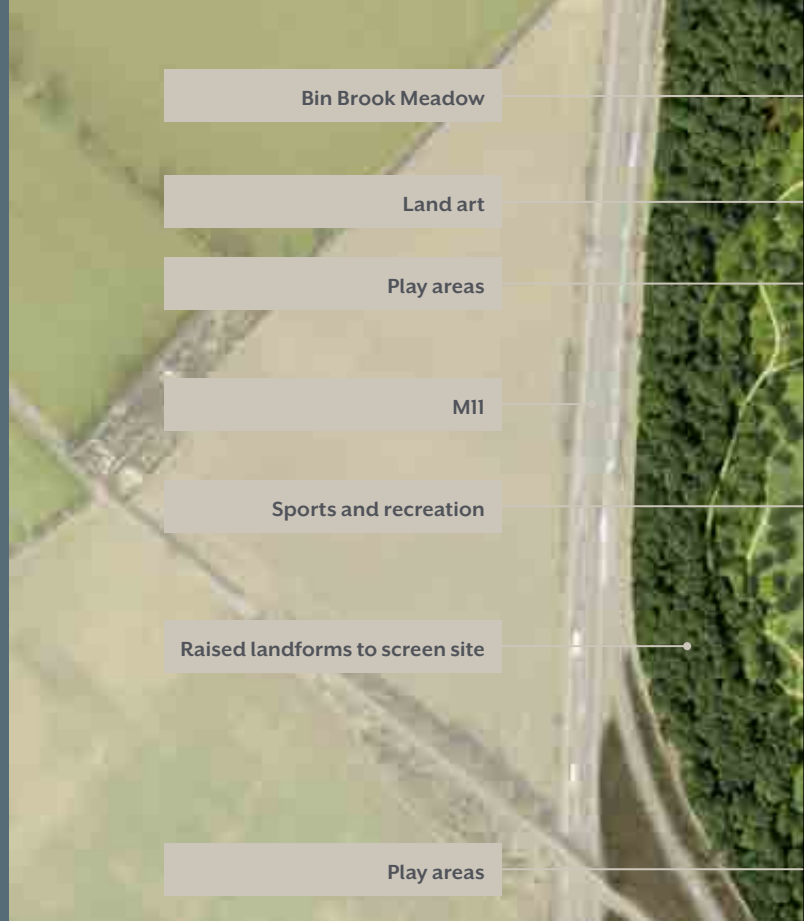 Bin Brook Meadow
Land art
Play areas
M11
Sports and recreation
Raised landforms to screen site
Play areas